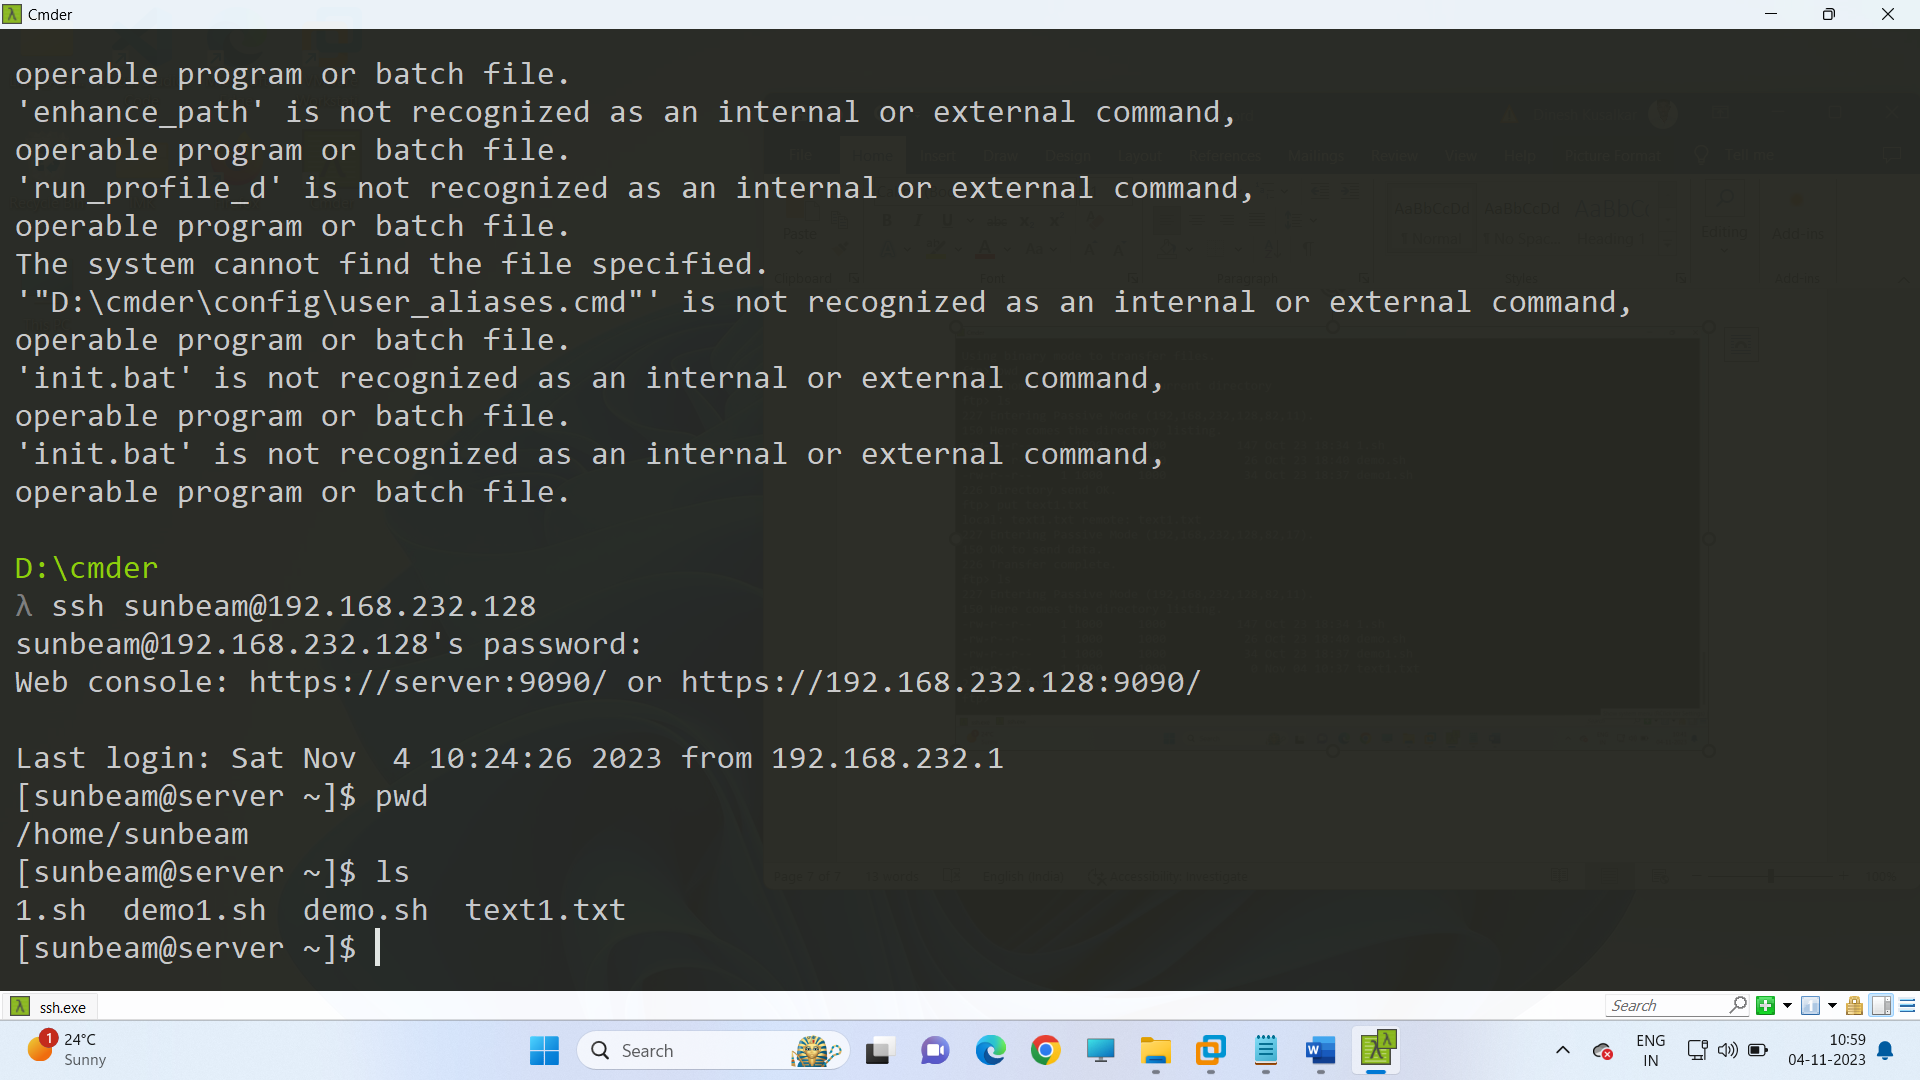 Cmder
operable program or batch file.
'enhance_path' is not recognized as an internal or external command,
operable program or batch file.
'run_profile_d' is not recognized as an internal or external command,
operable program or batch file.
The system cannot find the file specified.
'"D:\cmder\config\user_aliases.cmd"' is not recognized as an internal or external command,
operable program or batch file.
'init.bat' is not recognized as an internal or external command,
operable program or batch file.
'init.bat' is not recognized as an internal or external command,
operable program or batch file.
D:\cmder
λ ssh sunbeam@192.168.232.128
sunbeam@192.168.232.128's password:
Web console: https://server:9090/ or https://192.168.232.128:9090/
Last login: Sat Nov  4 10:24:26 2023 from 192.168.232.1
[sunbeam@server ~]$ pwd
/home/sunbeam
[sunbeam@server ~]$ ls
1.sh  demo1.sh  demo.sh  text1.txt
[sunbeam@server ~]$
ssh.exe
Search
1
24°C
Sunny
Search
ENG
IN
10:59
04-11-2023